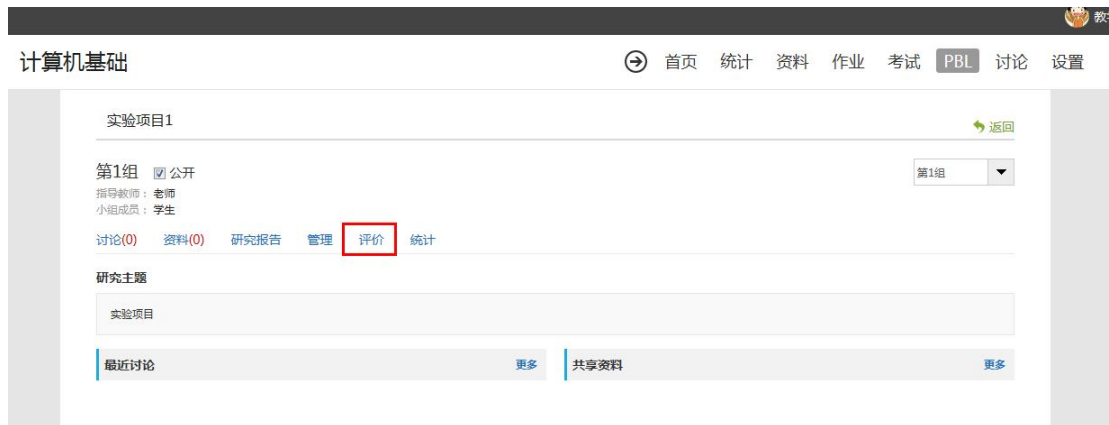 教
计算机基础 首页 统计 资料 作业 考试 PBL 讨论 设置
实验项目1 返回
第1组 公开 第1组
指导教师：老师
小组成员：学生
讨论(0) 资料(0) 研究报告 管理 评价 统计
研究主题
实验项目
最近讨论 更多 共享资料 更多